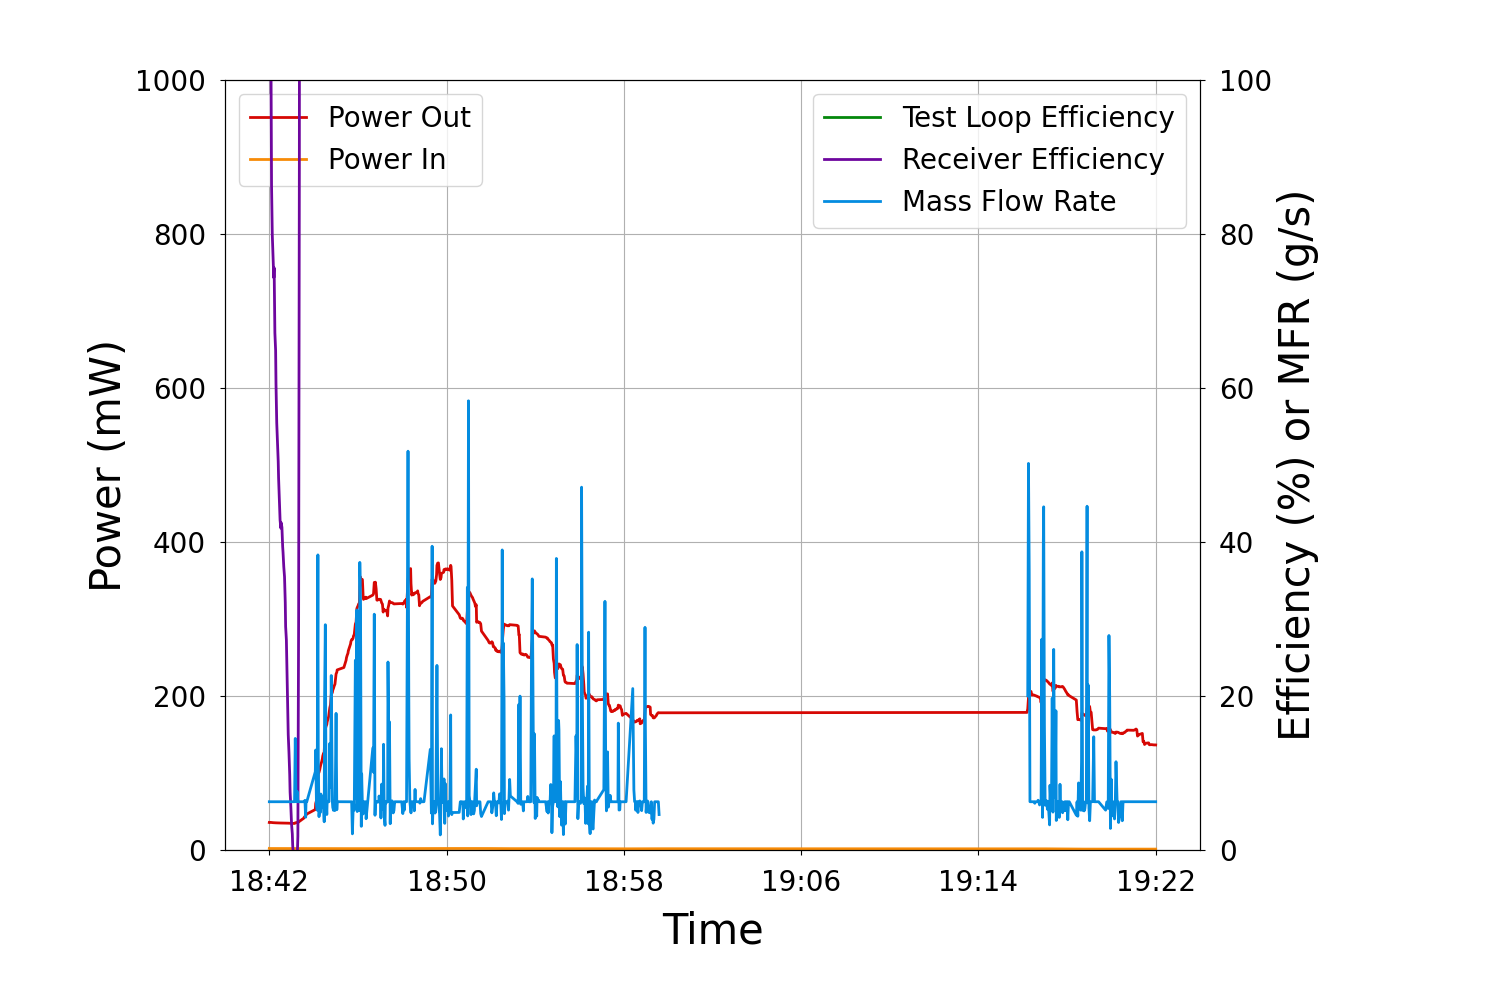 1000
800
600
400
200
0
Power (mW)
Power Out
Power In
Test Loop Efficiency
Receiver Efficiency
Mass Flow Rate
100
80
60
40
20
0
Efficiency (%) or MFR (g/s)
18:42 18:50 18:58 19:06 19:14 19:22
Time